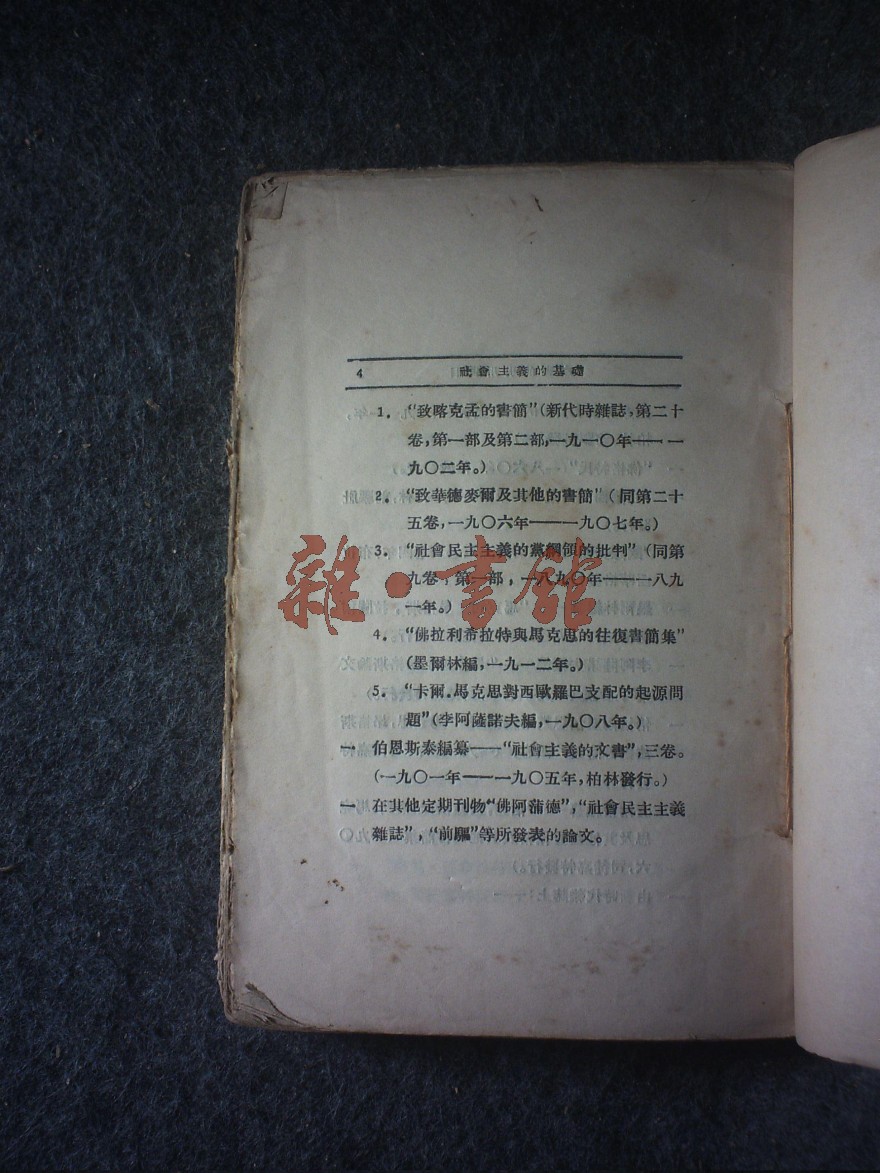 4 社會主義的基礎
1. “致喀克孟的書簡”(新代時雜誌,第二十
卷,第一部及第二部,一九一〇年——一
九〇二年。)
2. “致華德麥爾及其他的書簡”(同第二十
五卷,一九〇六年——一九〇七年。)
3. “社會民主主義的黨綱領的批判”(同第
九卷,第一部,一八九〇年——一八九
一年。)
4. “佛拉利希拉特與馬克思的往復書簡集”
(墨爾林編,一九一二年。)
5. “卡爾.馬克思對西歐羅巴支配的起源問
題”(李阿薩諾夫編,一九〇八年。)
一 伯恩斯泰編纂——“社會主義的文書”,三卷。
(一九〇一年——一九〇五年,柏林發行。)
一 在其他定期刊物“佛阿蒲德”,“社會民主主義
雜誌”,“前驅”等所發表的論文。
雜·書館